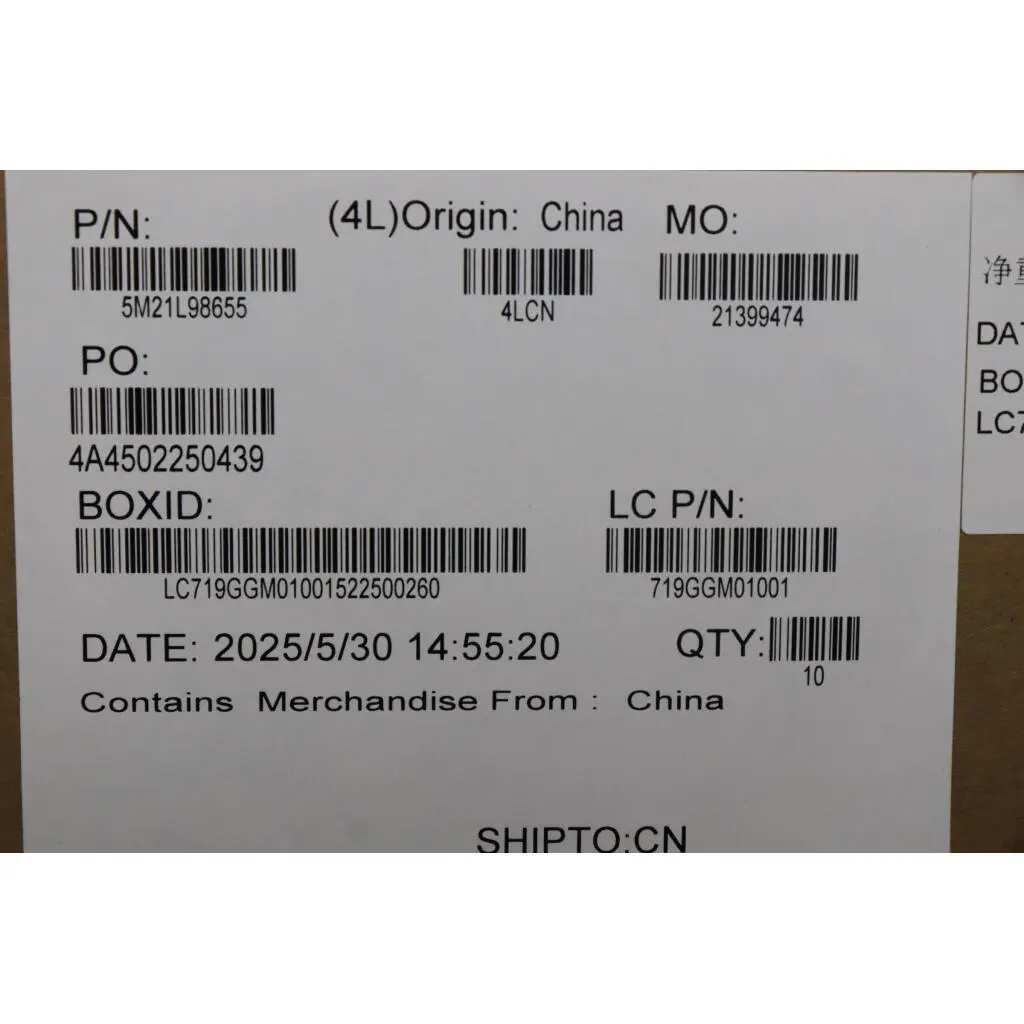 P/N:
5M21L98655
(4L)Origin: China
4LCN
MO:
21399474
PO:
4A4502250439
BOXID:
LC719GGM01001522500260
LC P/N:
719GGM01001
DATE: 2025/5/30 14:55:20
QTY:
10
Contains Merchandise From : China
SHIPTO:CN
净
DA
BO
LC7